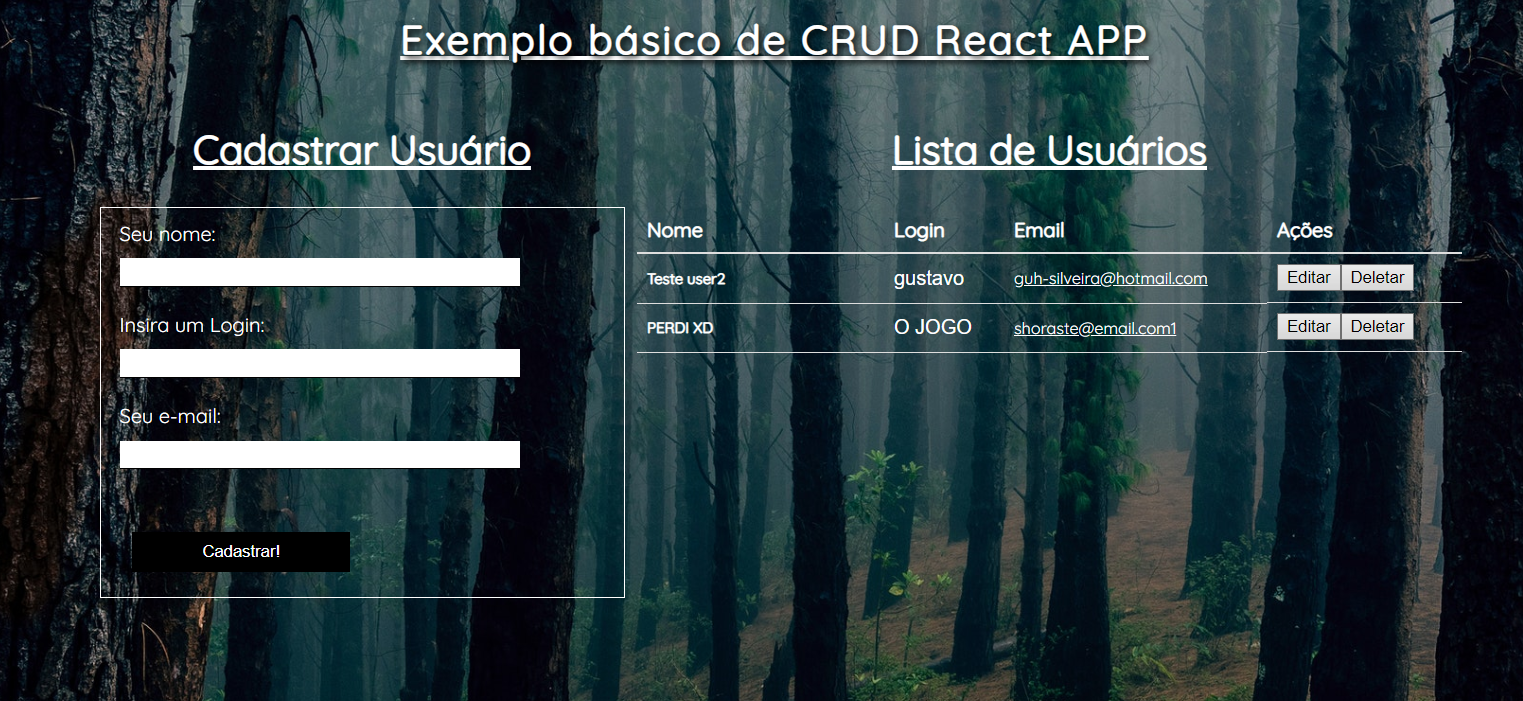 Exemplo básico de CRUD React APP
Cadastrar Usuário
Seu nome:
Insira um Login:
Seu e-mail:
Cadastrar!
Lista de Usuários
Nome Login Email Ações
Teste user2 gustavo guh-silveira@hotmail.com Editar Deletar
PERDI XD O JOGO shoraste@email.com1 Editar Deletar